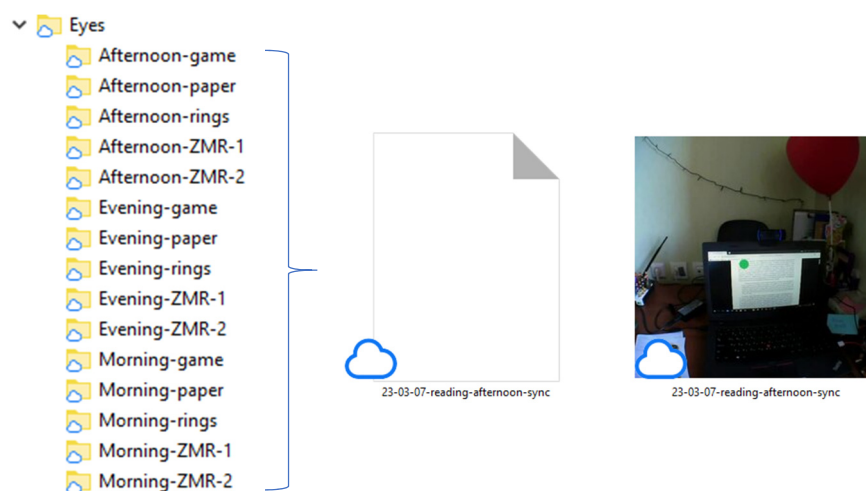 Eyes
Afternoon-game
Afternoon-paper
Afternoon-rings
Afternoon-ZMR-1
Afternoon-ZMR-2
Evening-game
Evening-paper
Evening-rings
Evening-ZMR-1
Evening-ZMR-2
Morning-game
Morning-paper
Morning-rings
Morning-ZMR-1
Morning-ZMR-2
23-03-07-reading-afternoon-sync
23-03-07-reading-afternoon-sync